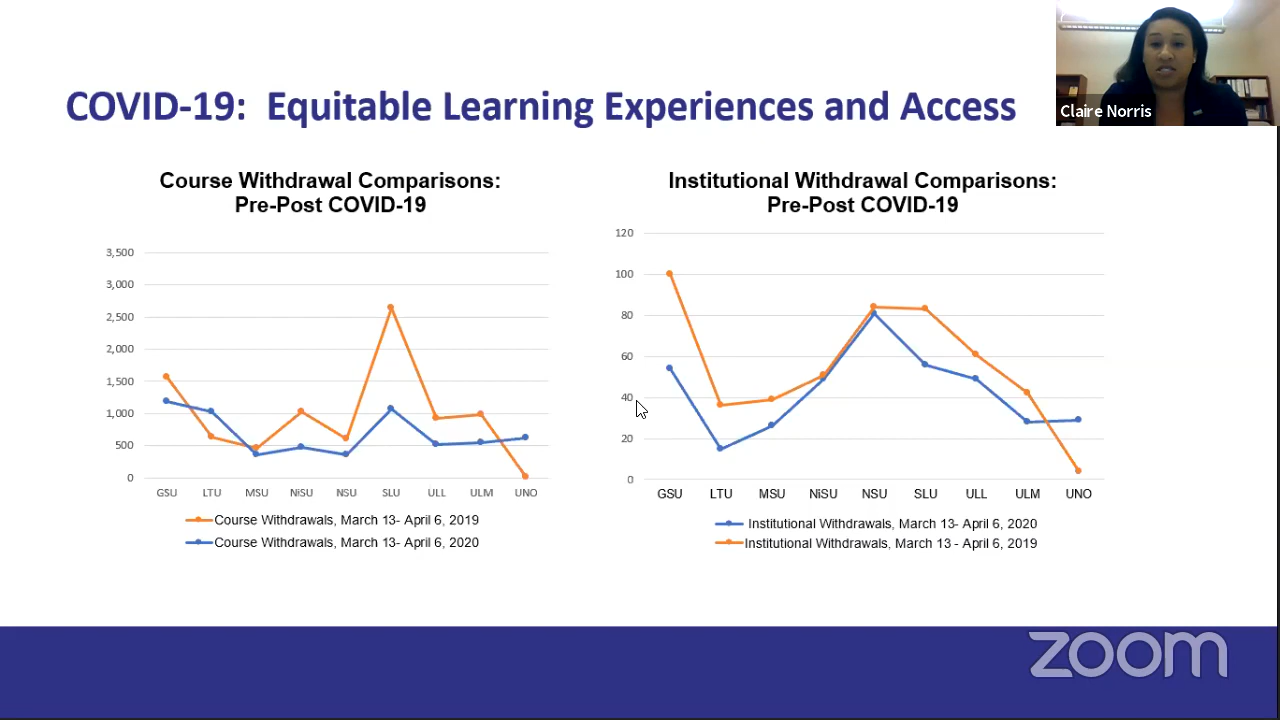 Claire Norris
COVID-19: Equitable Learning Experiences and Access
Course Withdrawal Comparisons:
Pre-Post COVID-19
3,500
3,000
2,500
2,000
1,500
1,000
500
0
GSU LTU MSU NiSU NSU SLU ULL ULM UNO
Course Withdrawals, March 13- April 6, 2019
Course Withdrawals, March 13- April 6, 2020
Institutional Withdrawal Comparisons:
Pre-Post COVID-19
120
100
80
60
40
20
0
GSU LTU MSU NiSU NSU SLU ULL ULM UNO
Institutional Withdrawals, March 13- April 6, 2020
Institutional Withdrawals, March 13 - April 6, 2019
zoom